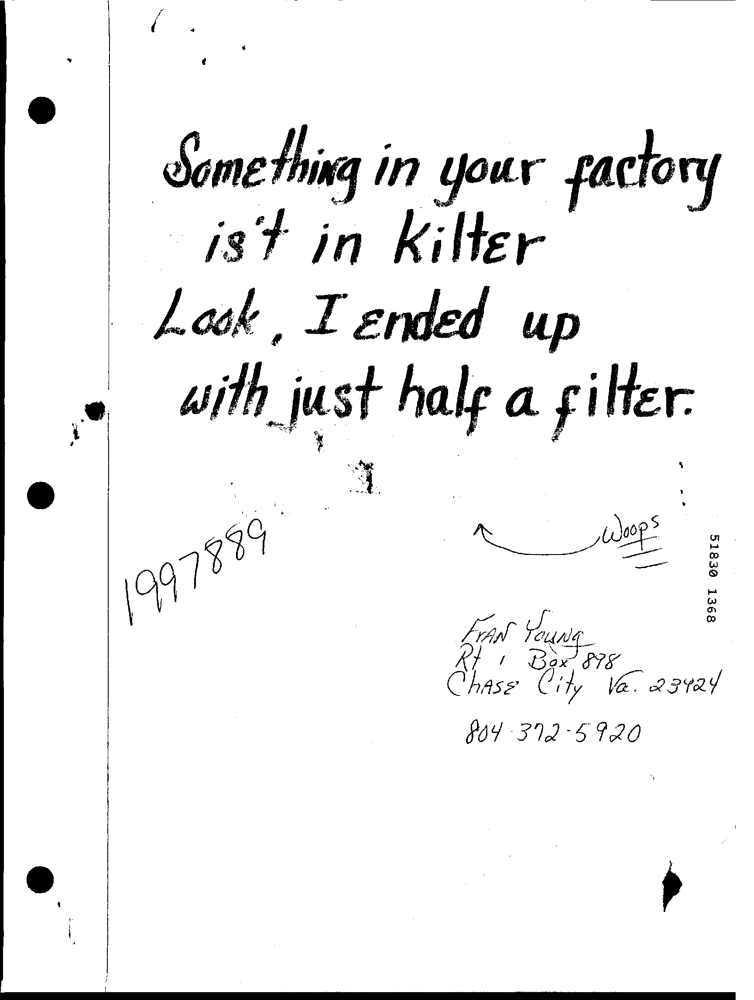 Something in your factory
is't in kilter
Look, I ended up
with just half a filter.
Woops
1997889
51830 1368
Fran Young
Rt 1 Box 898
Chase City Va. 23924
804-372-5920